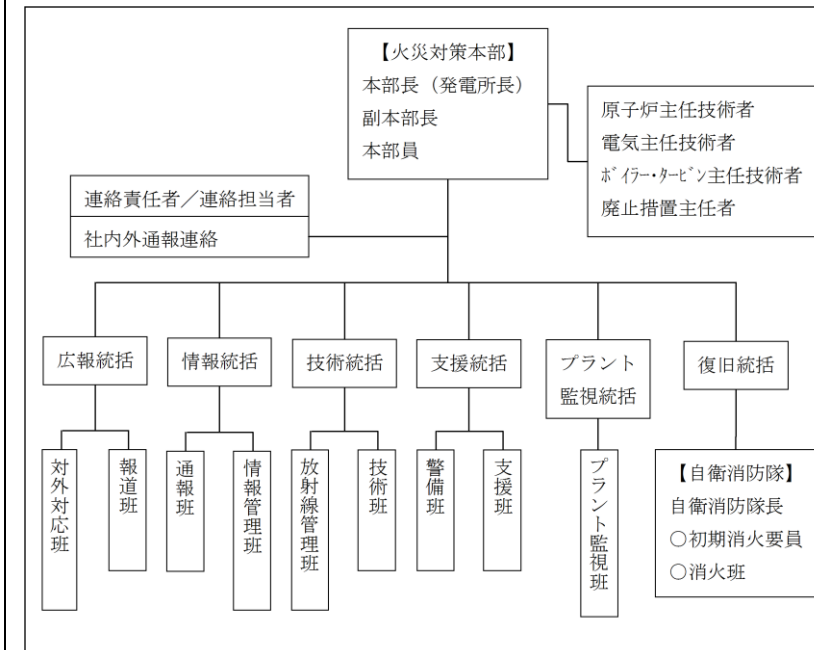 【火災対策本部】
本部長（発電所長）
副本部長
本部員
原子炉主任技術者
電気主任技術者
ﾎﾞｲﾗｰ・ﾀｰﾋﾞﾝ主任技術者
廃止措置主任者
連絡責任者／連絡担当者
社内外通報連絡
広報統括
情報統括
技術統括
支援統括
プラント
監視統括
復旧統括
対外対応班
報道班
通報班
情報管理班
放射線管理班
技術班
警備班
支援班
プラント監視班
【自衛消防隊】
自衛消防隊長
○初期消火要員
○消火班